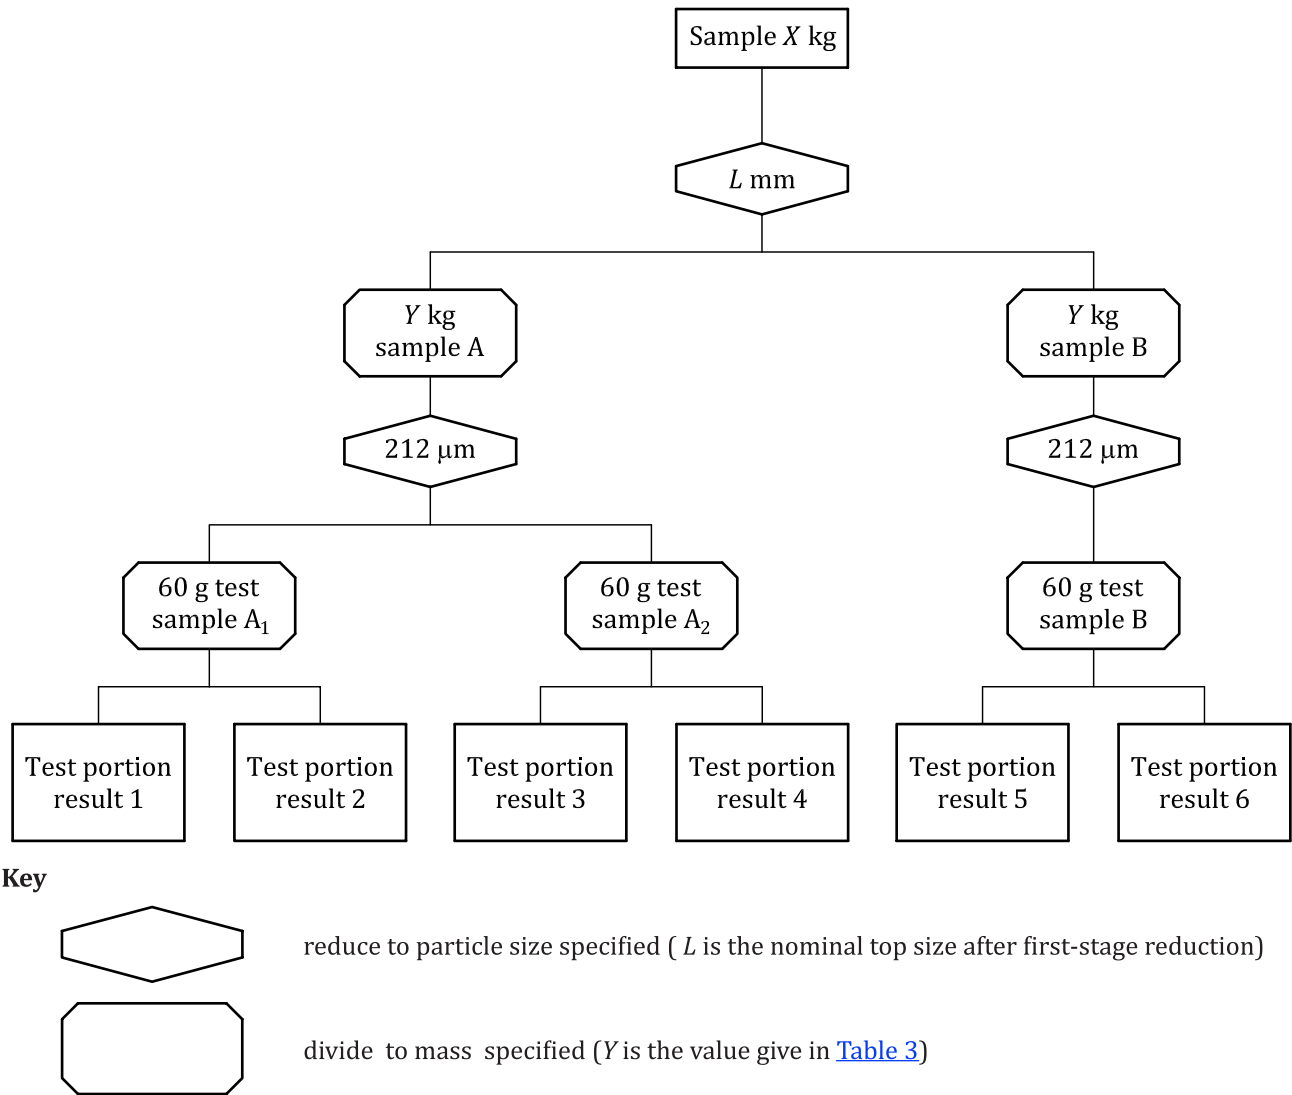 Sample X kg
L mm
Y kg
sample A
Y kg
sample B
212 μm
212 μm
60 g test
sample A₁
60 g test
sample A₂
60 g test
sample B
Test portion
result 1
Test portion
result 2
Test portion
result 3
Test portion
result 4
Test portion
result 5
Test portion
result 6
Key
reduce to particle size specified ( L is the nominal top size after first-stage reduction)
divide to mass specified (Y is the value give in Table 3)